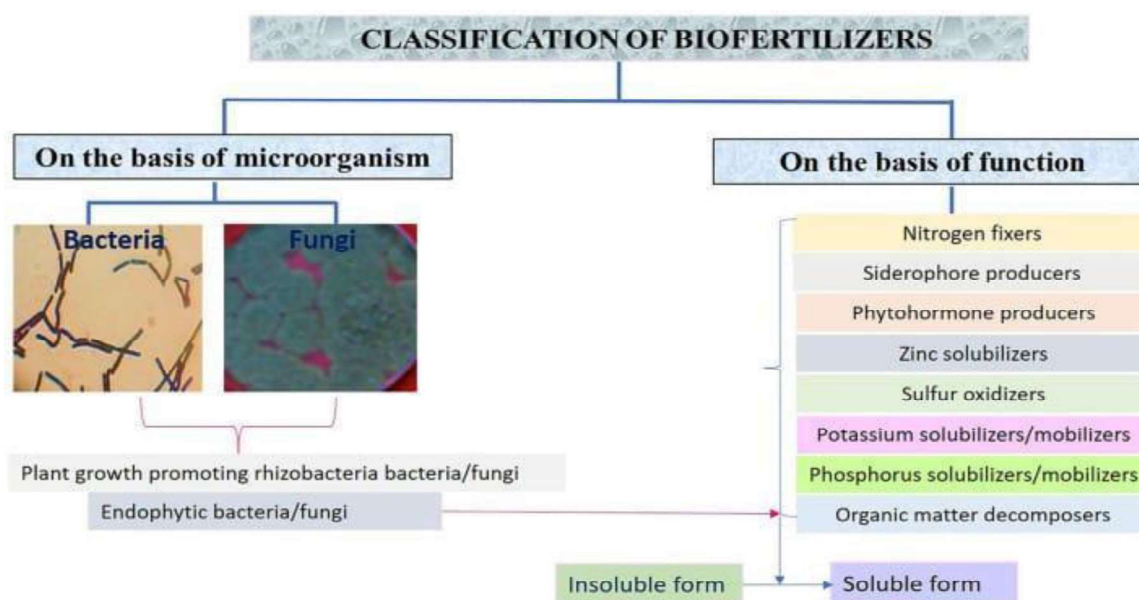 CLASSIFICATION OF BIOFERTILIZERS
On the basis of microorganism
On the basis of function
Bacteria
Fungi
Plant growth promoting rhizobacteria bacteria/fungi
Endophytic bacteria/fungi
Nitrogen fixers
Siderophore producers
Phytohormone producers
Zinc solubilizers
Sulfur oxidizers
Potassium solubilizers/mobilizers
Phosphorus solubilizers/mobilizers
Organic matter decomposers
Insoluble form
Soluble form